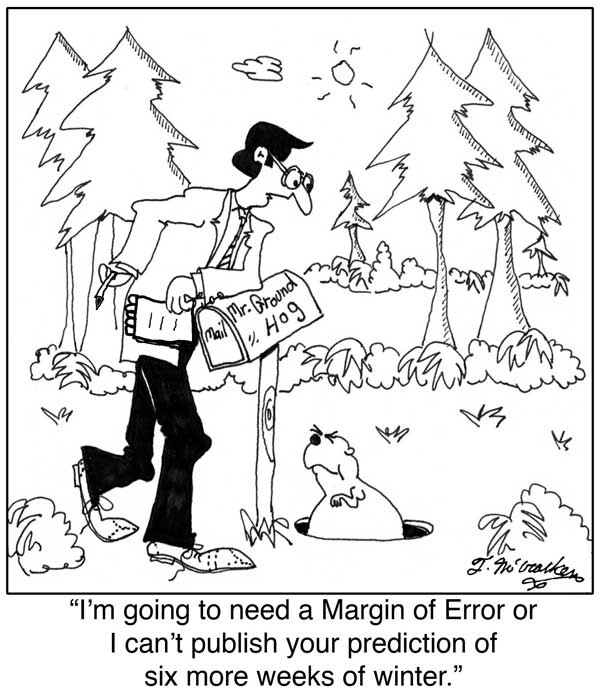 Mail
Mr. Ground
Hog
T. McCracken
“I’m going to need a Margin of Error or
I can’t publish your prediction of
six more weeks of winter.”